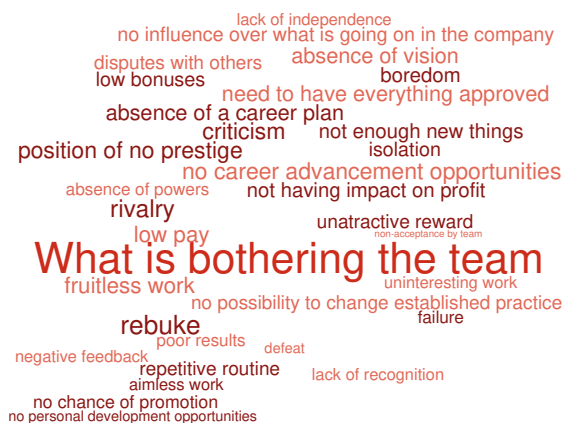 lack of independence
no influence over what is going on in the company
disputes with others
absence of vision
low bonuses
boredom
need to have everything approved
absence of a career plan
criticism
not enough new things
position of no prestige
isolation
no career advancement opportunities
absence of powers
not having impact on profit
rivalry
unatractive reward
low pay
non-acceptance by team
What is bothering the team
fruitless work
uninteresting work
no possibility to change established practice
rebuke
failure
poor results
defeat
negative feedback
repetitive routine
lack of recognition
aimless work
no chance of promotion
no personal development opportunities